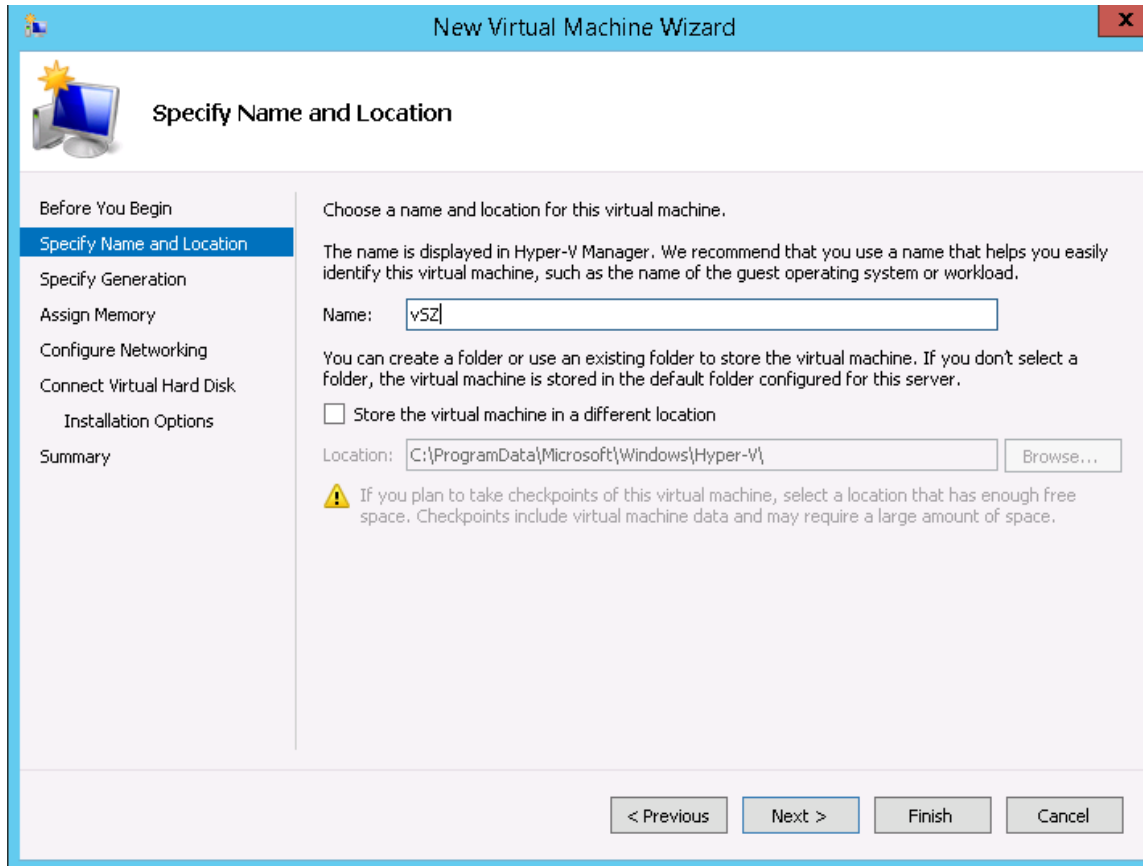 New Virtual Machine Wizard
x
Specify Name and Location
Before You Begin
Specify Name and Location
Specify Generation
Assign Memory
Configure Networking
Connect Virtual Hard Disk
Installation Options
Summary
Choose a name and location for this virtual machine.
The name is displayed in Hyper-V Manager. We recommend that you use a name that helps you easily
identify this virtual machine, such as the name of the guest operating system or workload.
Name: vSZ
You can create a folder or use an existing folder to store the virtual machine. If you don't select a
folder, the virtual machine is stored in the default folder configured for this server.
Store the virtual machine in a different location
Location: C:\ProgramData\Microsoft\Windows\Hyper-V\ Browse...
If you plan to take checkpoints of this virtual machine, select a location that has enough free
space. Checkpoints include virtual machine data and may require a large amount of space.
< Previous Next > Finish Cancel